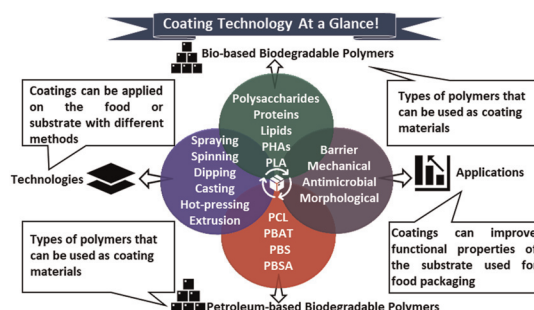 Coating Technology At a Glance!
Bio-based Biodegradable Polymers
Coatings can be applied
on the food or
substrate with different
methods
Types of polymers that
can be used as coating
materials
Polysaccharides
Proteins
Lipids
PHAs
PLA
Spraying
Spinning
Dipping
Casting
Hot-pressing
Extrusion
Barrier
Mechanical
Antimicrobial
Morphological
Technologies
Applications
PCL
PBAT
PBS
PBSA
Types of polymers that
can be used as coating
materials
Coatings can improve
functional properties of
the substrate used for
food packaging
Petroleum-based Biodegradable Polymers